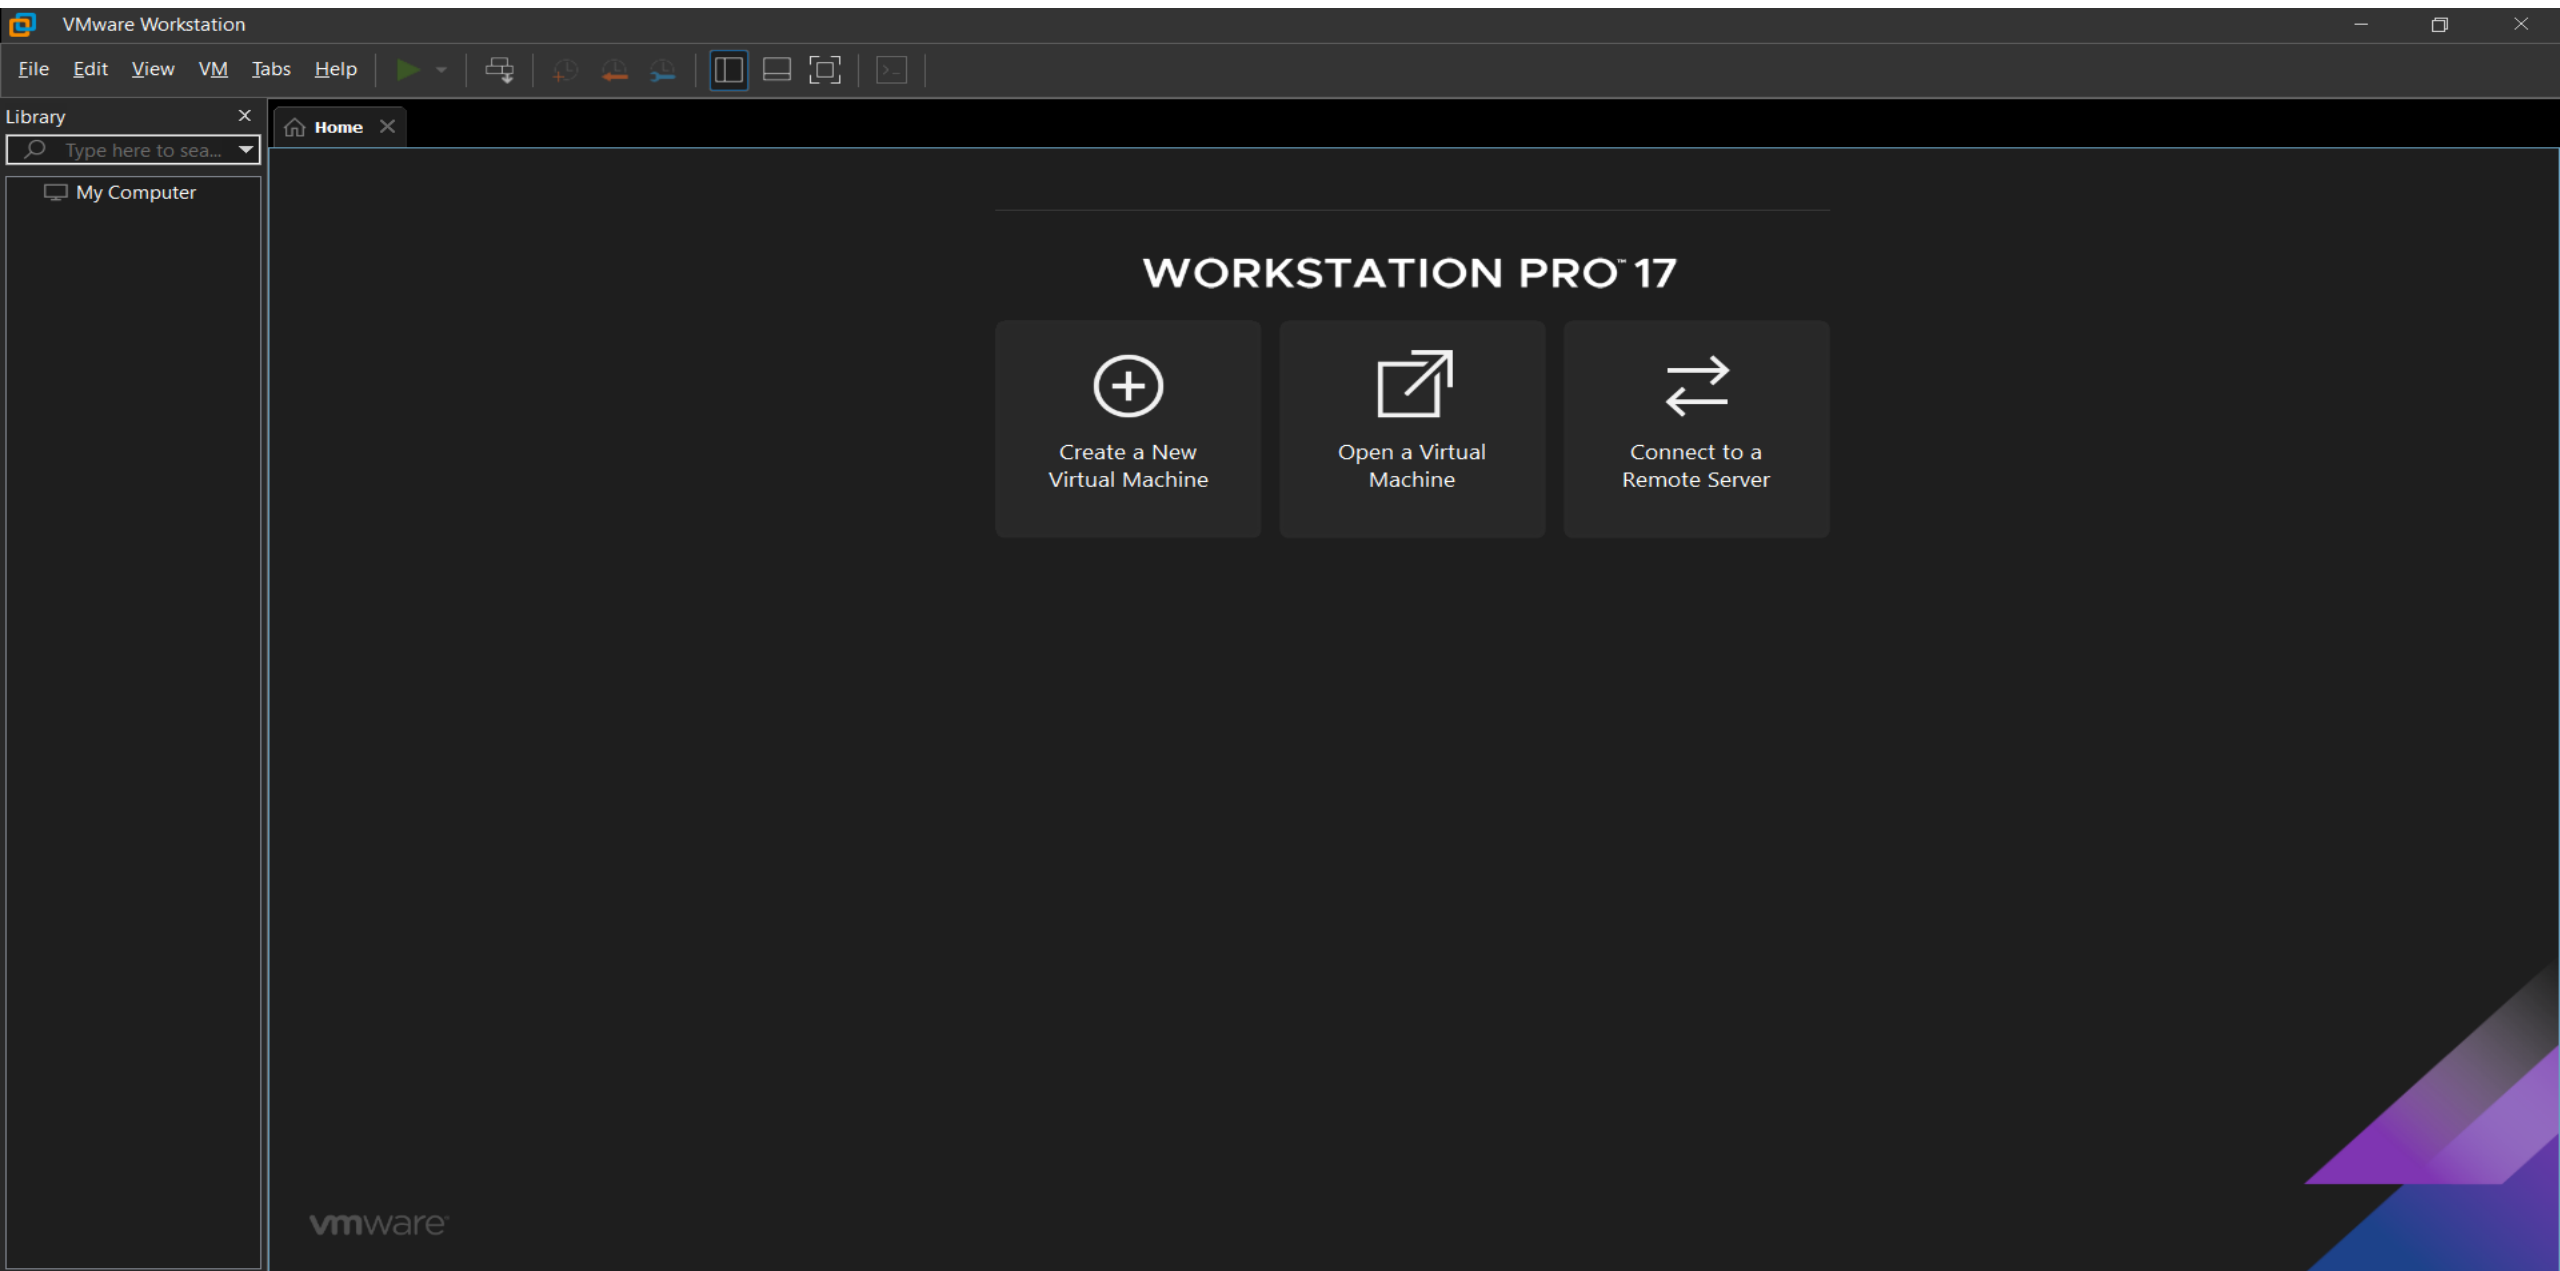 VMware Workstation
File Edit View VM Tabs Help
Library
Home
Type here to sea...
My Computer
WORKSTATION PRO™ 17
Create a New
Virtual Machine
Open a Virtual
Machine
Connect to a
Remote Server
vmware®